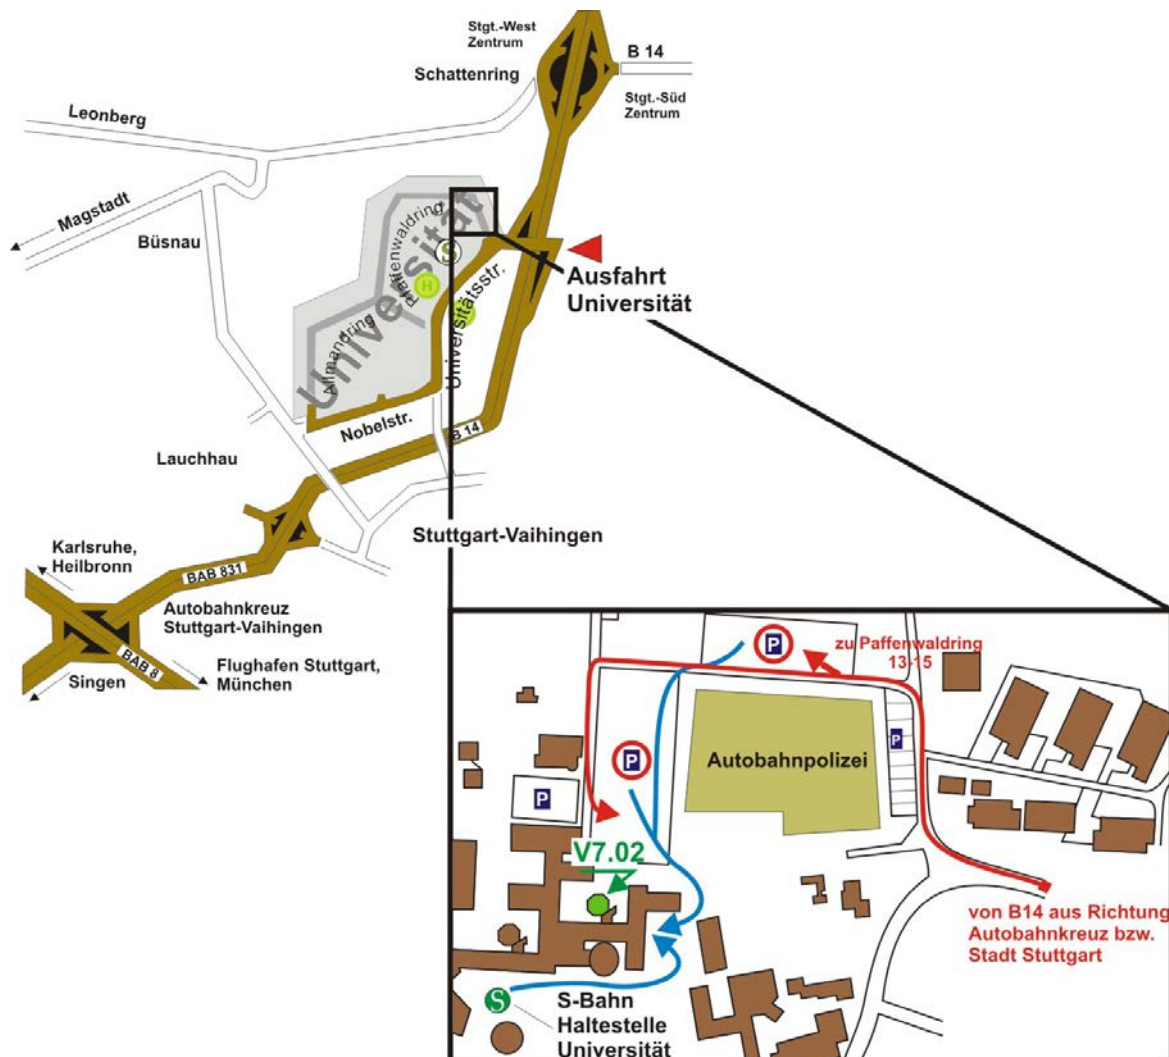 Stgt.-West
Zentrum
B 14
Schattenring
Stgt.-Süd
Zentrum
Leonberg
Magstadt
Büsnau
Universität
Pfaffenwaldring
Allmandring
S
H
Universitätsstr.
Ausfahrt
Universität
Nobelstr.
B 14
Lauchhau
Stuttgart-Vaihingen
Karlsruhe,
Heilbronn
BAB 831
Autobahnkreuz
Stuttgart-Vaihingen
BAB 8
Flughafen Stuttgart,
München
Singen
P
zu Paffenwaldring
13-15
P
P
Autobahnpolizei
P
V7.02
von B14 aus Richtung
Autobahnkreuz bzw.
Stadt Stuttgart
S
S-Bahn
Haltestelle
Universität